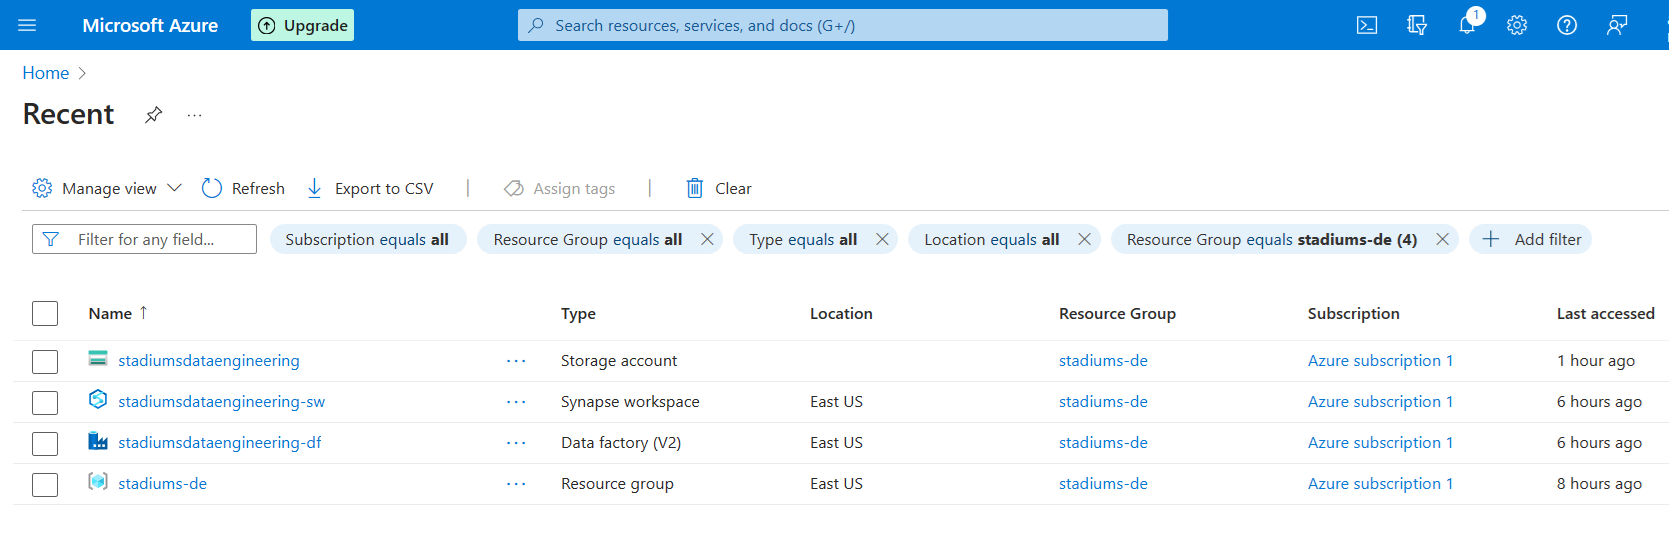 Microsoft Azure Upgrade Search resources, services, and docs (G+/) 1
Home
Recent ...
Manage view Refresh Export to CSV | Assign tags | Clear
Filter for any field... Subscription equals all Resource Group equals all Type equals all Location equals all Resource Group equals stadiums-de (4) Add filter
Name ↑ Type Location Resource Group Subscription Last accessed
stadiumsdataengineering ... Storage account stadiums-de Azure subscription 1 1 hour ago
stadiumsdataengineering-sw ... Synapse workspace East US stadiums-de Azure subscription 1 6 hours ago
stadiumsdataengineering-df ... Data factory (V2) East US stadiums-de Azure subscription 1 6 hours ago
stadiums-de ... Resource group East US stadiums-de Azure subscription 1 8 hours ago